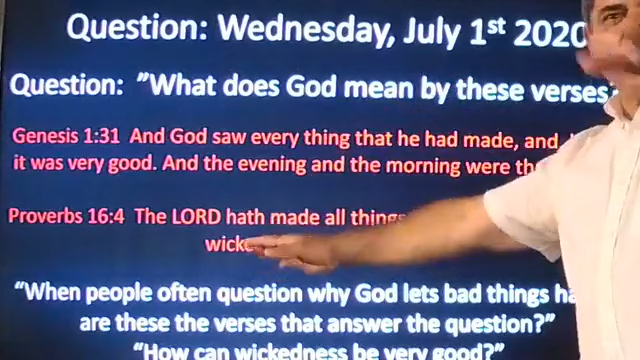 Question: Wednesday, July 1st 2020
Question: "What does God mean by these verses
Genesis 1:31 And God saw every thing that he had made, and
it was very good. And the evening and the morning were
Proverbs 16:4 The LORD hath made all things
"When people often question why God lets bad things
are these the verses that answer the question?"
"How can wickedness be very good?"